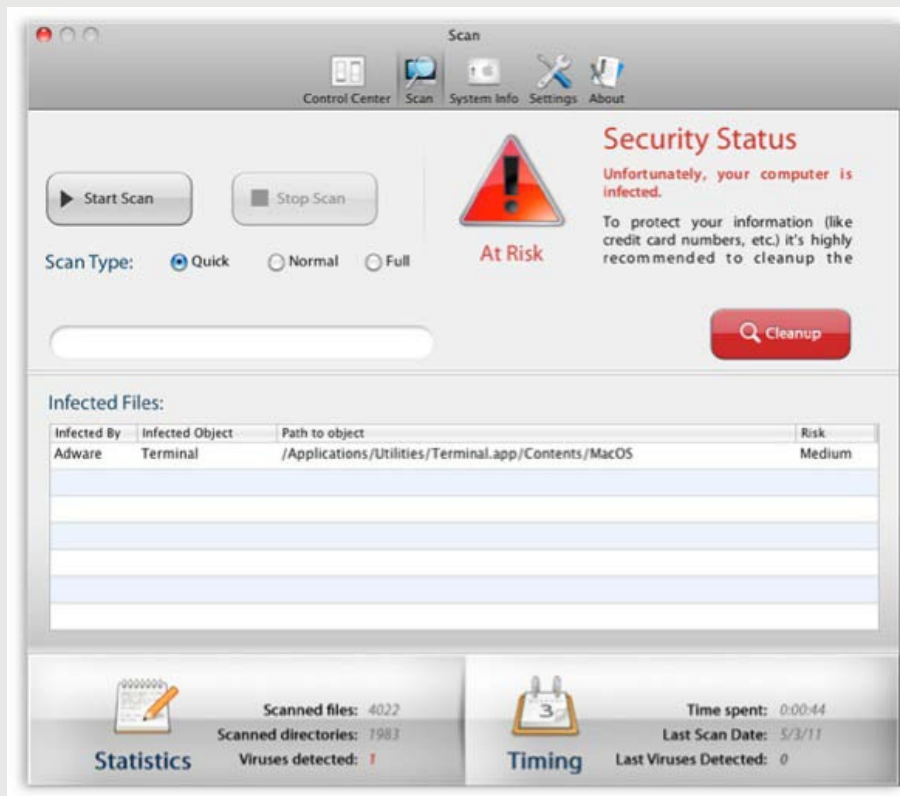 Scan
Control Center Scan System Info Settings About
Start Scan
Stop Scan
Scan Type: Quick Normal Full
At Risk
Security Status
Unfortunately, your computer is
infected.
To protect your information (like
credit card numbers, etc.) it's highly
recommended to cleanup the
Cleanup
Infected Files:
Infected By Infected Object Path to object Risk
Adware Terminal /Applications/Utilities/Terminal.app/Contents/MacOS Medium
Statistics
Scanned files: 4022
Scanned directories: 1983
Viruses detected: 1
3
Timing
Time spent: 0:00:44
Last Scan Date: 5/3/11
Last Viruses Detected: 0